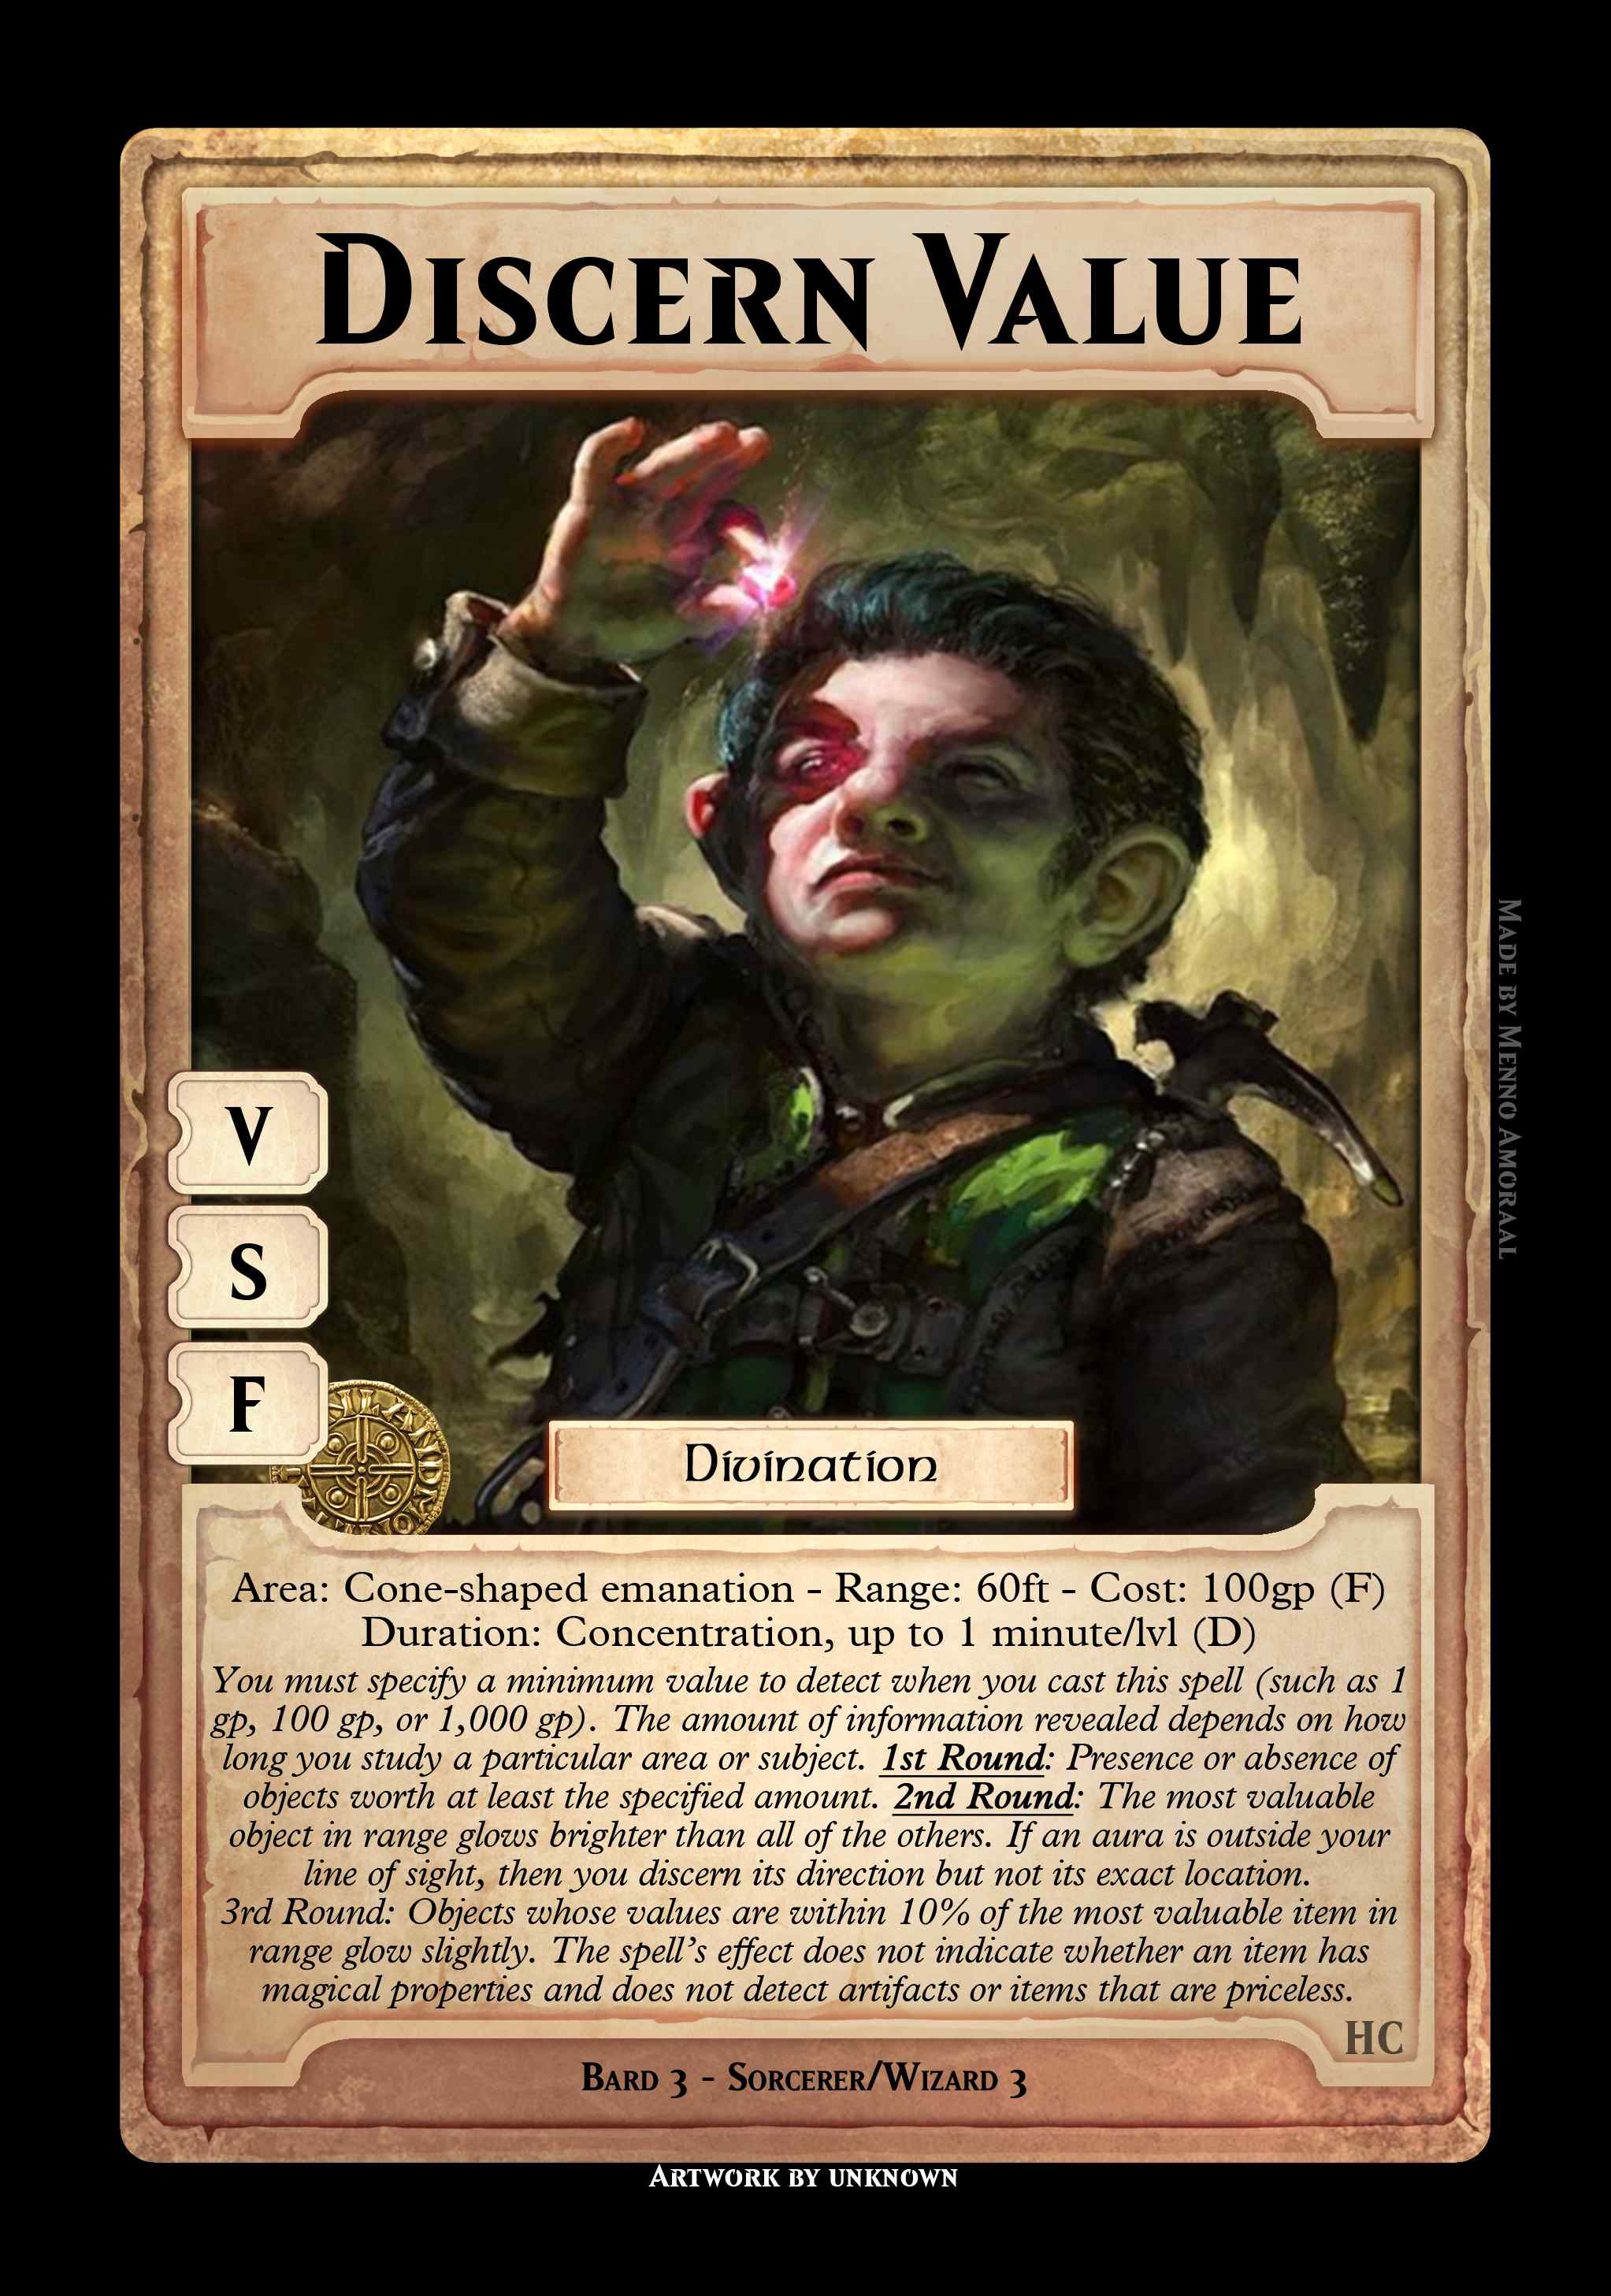 Discern Value
Made by Menno Amoraal
V
S
F
Divination
Area: Cone-shaped emanation - Range: 60ft - Cost: 100gp (F)
Duration: Concentration, up to 1 minute/lvl (D)
You must specify a minimum value to detect when you cast this spell (such as 1
gp, 100 gp, or 1,000 gp). The amount of information revealed depends on how
long you study a particular area or subject. 1st Round: Presence or absence of
objects worth at least the specified amount. 2nd Round: The most valuable
object in range glows brighter than all of the others. If an aura is outside your
line of sight, then you discern its direction but not its exact location.
3rd Round: Objects whose values are within 10% of the most valuable item in
range glow slightly. The spell's effect does not indicate whether an item has
magical properties and does not detect artifacts or items that are priceless.
HC
Bard 3 - Sorcerer/Wizard 3
Artwork by unknown